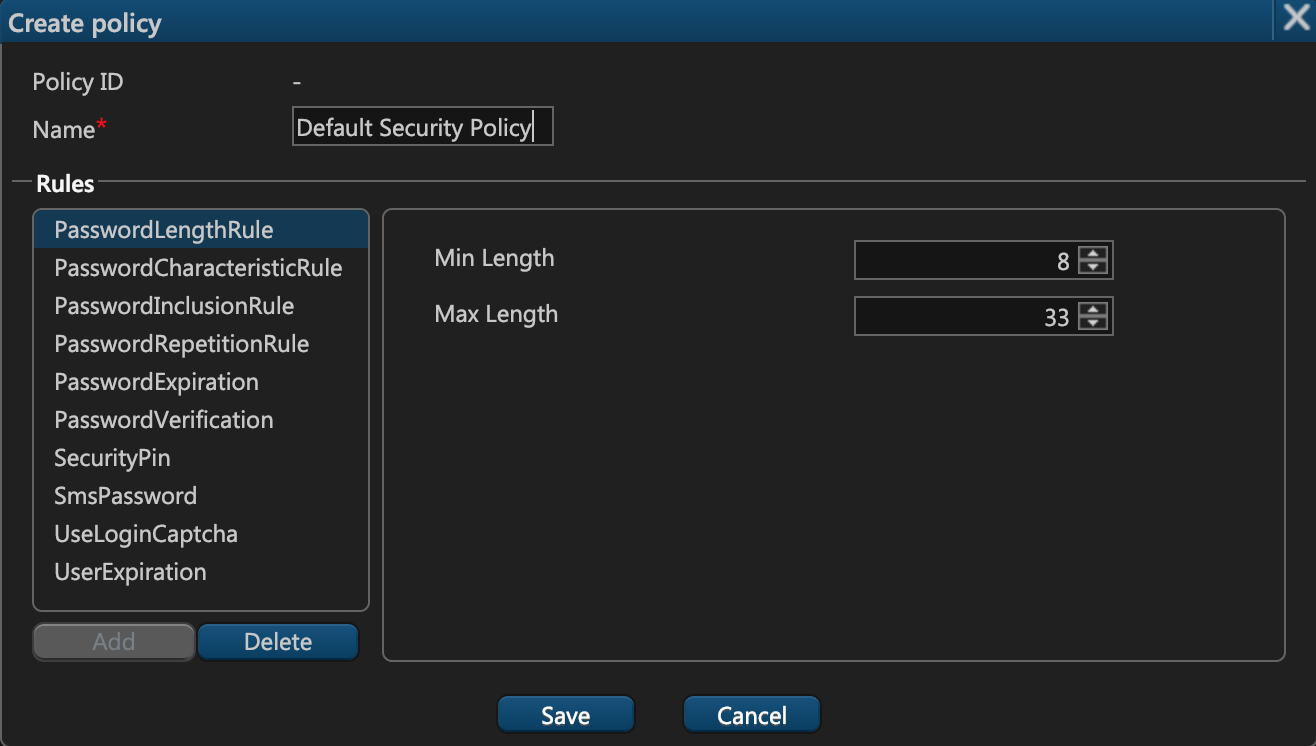 Create policy
Policy ID -
Name* Default Security Policy
Rules
PasswordLengthRule
PasswordCharacteristicRule
PasswordInclusionRule
PasswordRepetitionRule
PasswordExpiration
PasswordVerification
SecurityPin
SmsPassword
UseLoginCaptcha
UserExpiration
Min Length 8
Max Length 33
Add Delete
Save Cancel